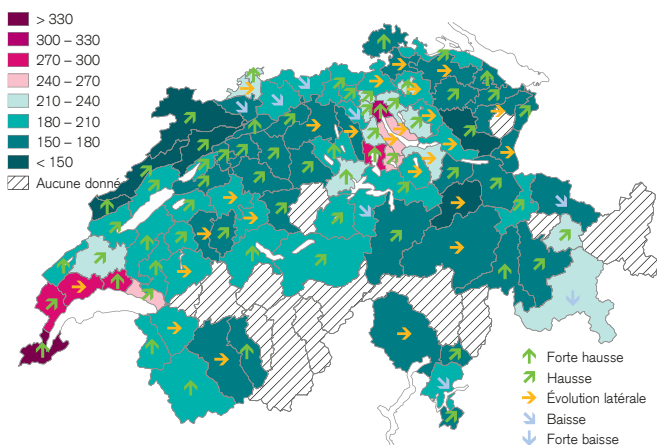 > 330
300 – 330
270 – 300
240 – 270
210 – 240
180 – 210
150 – 180
< 150
Aucune donné
Forte hausse
Hausse
Évolution latérale
Baisse
Forte baisse